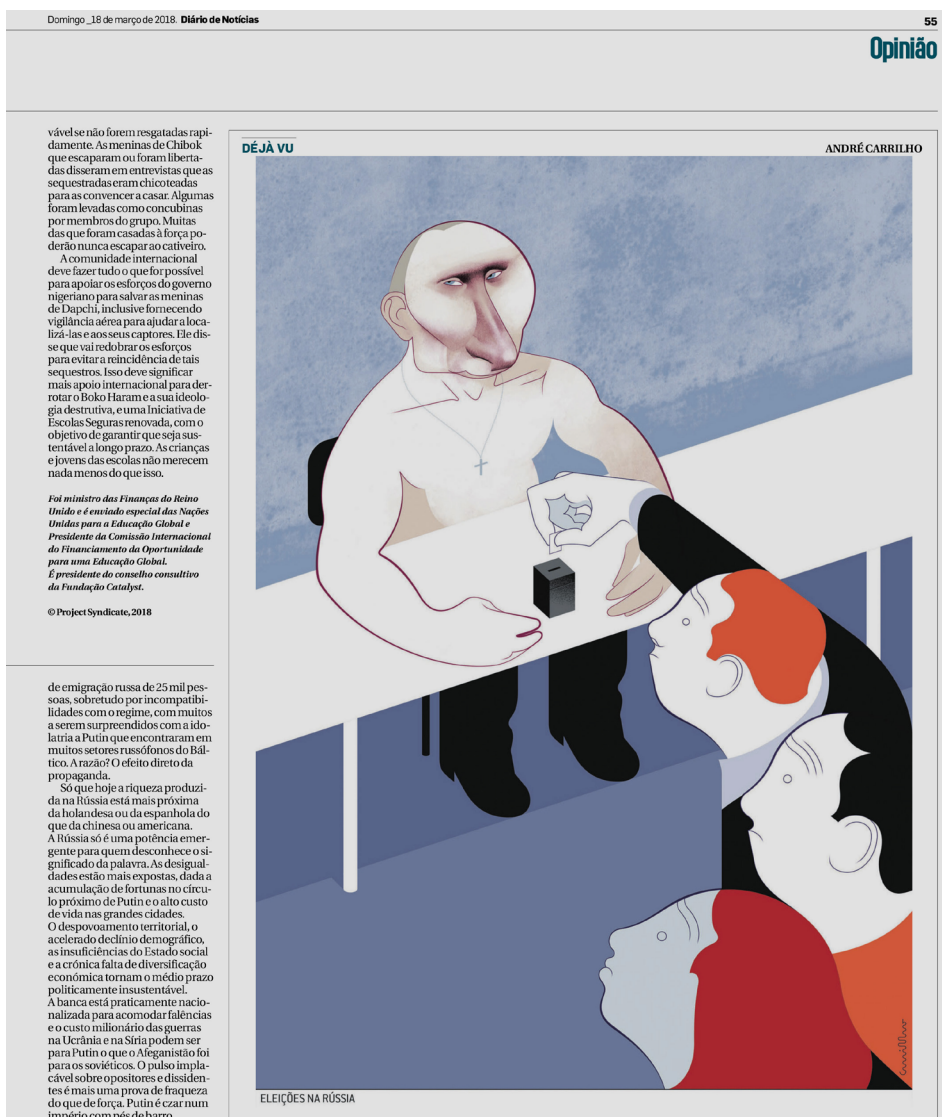 Domingo _18 de março de 2018. Diário de Notícias
55
Opinião
vável se não forem resgatadas rapi-
damente. As meninas de Chibok
que escaparam ou foram liberta-
das disseram em entrevistas que as
sequestradas eram chicoteadas
para as convencer a casar. Algumas
foram levadas como concubinas
por membros do grupo. Muitas
das que foram casadas à força po-
derão nunca escapar ao cativeiro.
A comunidade internacional
deve fazer tudo o que for possível
para apoiar os esforços do governo
nigeriano para salvar as meninas
de Dapchi, inclusive fornecendo
vigilância aérea para ajudar a loca-
lizá-las e aos seus captores. Ele dis-
se que vai redobrar os esforços
para evitar a reincidência de tais
sequestros. Isso deve significar
mais apoio internacional para der-
rotar o Boko Haram e a sua ideolo-
gia destrutiva, e uma Iniciativa de
Escolas Seguras renovada, com o
objetivo de garantir que seja sus-
tentável a longo prazo. As crianças
e jovens das escolas não merecem
nada menos do que isso.
Foi ministro das Finanças do Reino
Unido e é enviado especial das Nações
Unidas para a Educação Global e
Presidente da Comissão Internacional
do Financiamento da Oportunidade
para uma Educação Global.
É presidente do conselho consultivo
da Fundação Catalyst.
© Project Syndicate, 2018
de emigração russa de 25 mil pes-
soas, sobretudo por incompatibi-
lidades com o regime, com muitos
a serem surpreendidos com a ido-
latria a Putin que encontraram em
muitos setores russófonos do Bál-
tico. A razão? O efeito direto da
propaganda.
Só que hoje a riqueza produzi-
da na Rússia está mais próxima
da holandesa ou da espanhola do
que da chinesa ou americana.
A Rússia só é uma potência emer-
gente para quem desconhece o si-
gnificado da palavra. As desigual-
dades estão mais expostas, dada a
acumulação de fortunas no círcu-
lo próximo de Putin e o alto custo
de vida nas grandes cidades.
O despovoamento territorial, o
acelerado declínio demográfico,
as insuficiências do Estado social
e a crónica falta de diversificação
económica tornam o médio prazo
politicamente insustentável.
A banca está praticamente nacio-
nalizada para acomodar falências
e o custo milionário das guerras
na Ucrânia e na Síria podem ser
para Putin o que o Afeganistão foi
para os soviéticos. O pulso impla-
cável sobre opositores e dissiden-
tes é mais uma prova de fraqueza
do que de força. Putin é czar num
império com pés de barro
DÉJÀ VU
ANDRÉ CARRILHO
ELEIÇÕES NA RÚSSIA